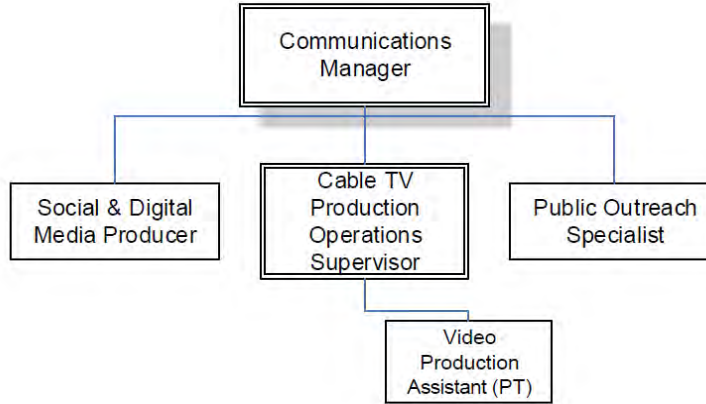 Communications
Manager
Social & Digital
Media Producer
Cable TV
Production
Operations
Supervisor
Public Outreach
Specialist
Video
Production
Assistant (PT)